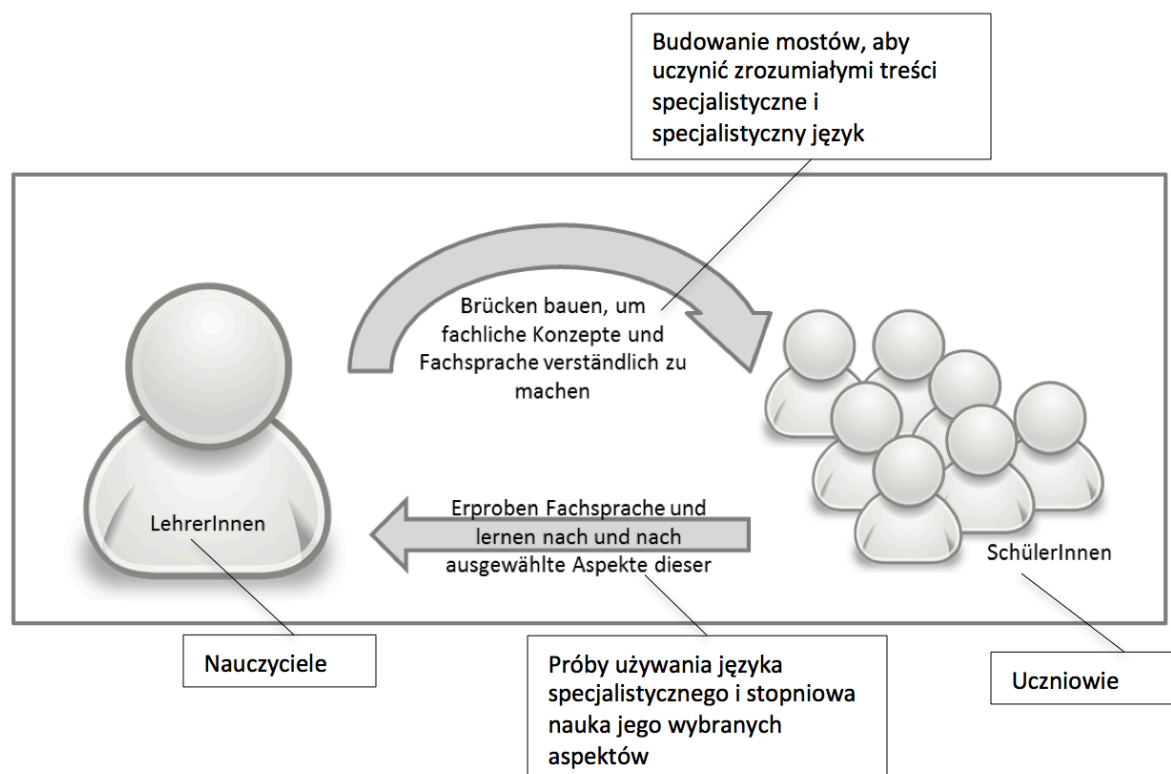 Budowanie mostów, aby
uczynić zrozumiałymi treści
specjalistyczne i
specjalistyczny język
Brücken bauen, um
fachliche Konzepte und
Fachsprache verständlich zu
machen
LehrerInnen
Erproben Fachsprache und
lernen nach und nach
ausgewählte Aspekte dieser
SchülerInnen
Nauczyciele
Próby używania języka
specjalistycznego i stopniowa
nauka jego wybranych
aspektów
Uczniowie